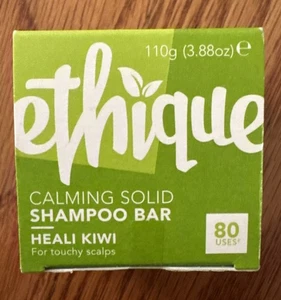 110g (3.88oz) ℮
ethique
CALMING SOLID
SHAMPOO BAR
HEALI KIWI
For touchy scalps
80
USES†